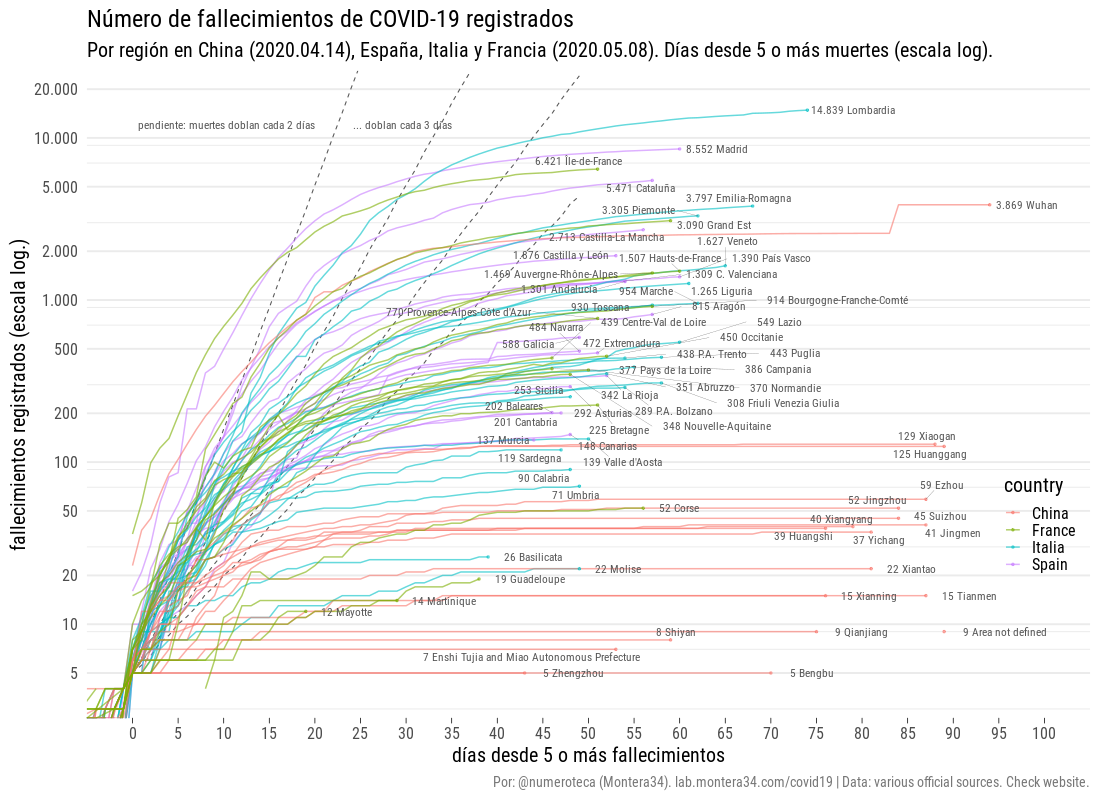 Número de fallecimientos de COVID-19 registrados
Por región en China (2020.04.14), España, Italia y Francia (2020.05.08). Días desde 5 o más muertes (escala log).
fallecimientos registrados (escala log.)
20.000
10.000
5.000
2.000
1.000
500
200
100
50
20
10
5
pendiente: muertes doblan cada 2 días
... doblan cada 3 días
14.839 Lombardia
8.552 Madrid
6.421 Île-de-France
5.471 Cataluña
3.797 Emilia-Romagna
3.869 Wuhan
3.305 Piemonte
3.090 Grand Est
2.713 Castilla-La Mancha
1.627 Veneto
1.676 Castilla y León
1.507 Hauts-de-France
1.390 País Vasco
1.469 Auvergne-Rhône-Alpes
1.309 C. Valenciana
1.301 Andalucía
954 Marche
1.265 Liguria
914 Bourgogne-Franche-Comté
930 Toscana
815 Aragón
770 Provence-Alpes-Côte d'Azur
439 Centre-Val de Loire
549 Lazio
484 Navarra
450 Occitanie
588 Galicia
472 Extremadura
438 P.A. Trento
443 Puglia
377 Pays de la Loire
386 Campania
253 Sicilia
351 Abruzzo
370 Normandie
342 La Rioja
308 Friuli Venezia Giulia
202 Baleares
292 Asturias
289 P.A. Bolzano
201 Cantabria
225 Bretagne
348 Nouvelle-Aquitaine
137 Murcia
148 Canarias
129 Xiaogan
119 Sardegna
139 Valle d'Aosta
125 Huanggang
90 Calabria
59 Ezhou
71 Umbria
52 Jingzhou
52 Corse
40 Xiangyang
45 Suizhou
39 Huangshi
37 Yichang
41 Jingmen
26 Basilicata
22 Molise
22 Xiantao
19 Guadeloupe
15 Xianning
15 Tianmen
14 Martinique
12 Mayotte
8 Shiyan
9 Qianjiang
9 Area not defined
7 Enshi Tujia and Miao Autonomous Prefecture
5 Zhengzhou
5 Bengbu
country
China
France
Italia
Spain
0 5 10 15 20 25 30 35 40 45 50 55 60 65 70 75 80 85 90 95 100
días desde 5 o más fallecimientos
Por: @numeroteca (Montera34). lab.montera34.com/covid19 | Data: various official sources. Check website.